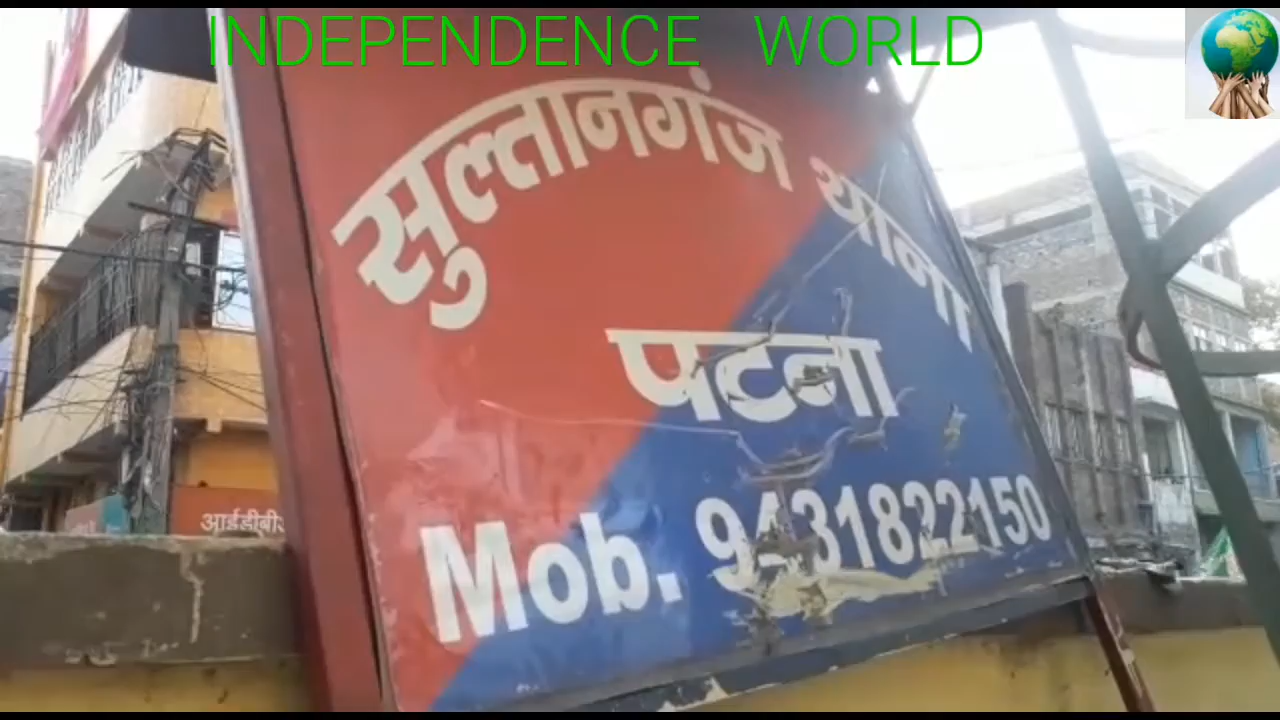 INDEPENDENCE WORLD
सुल्तानगंज थाना
पटना
Mob. 9431822150
आईडीबीआ